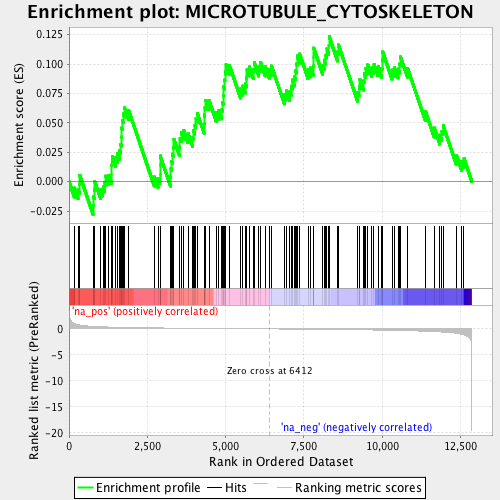 Enrichment plot: MICROTUBULE_CYTOSKELETON
Enrichment score (ES)
0.125
0.100
0.075
0.050
0.025
0.000
-0.025
'na_pos' (positively correlated)
Ranked list metric (PreRanked)
0
-5
-10
-15
-20
Zero cross at 6412
'na_neg' (negatively correlated)
0
2,500
5,000
7,500
10,000
12,500
Rank in Ordered Dataset
Enrichment profile
Hits
Ranking metric scores